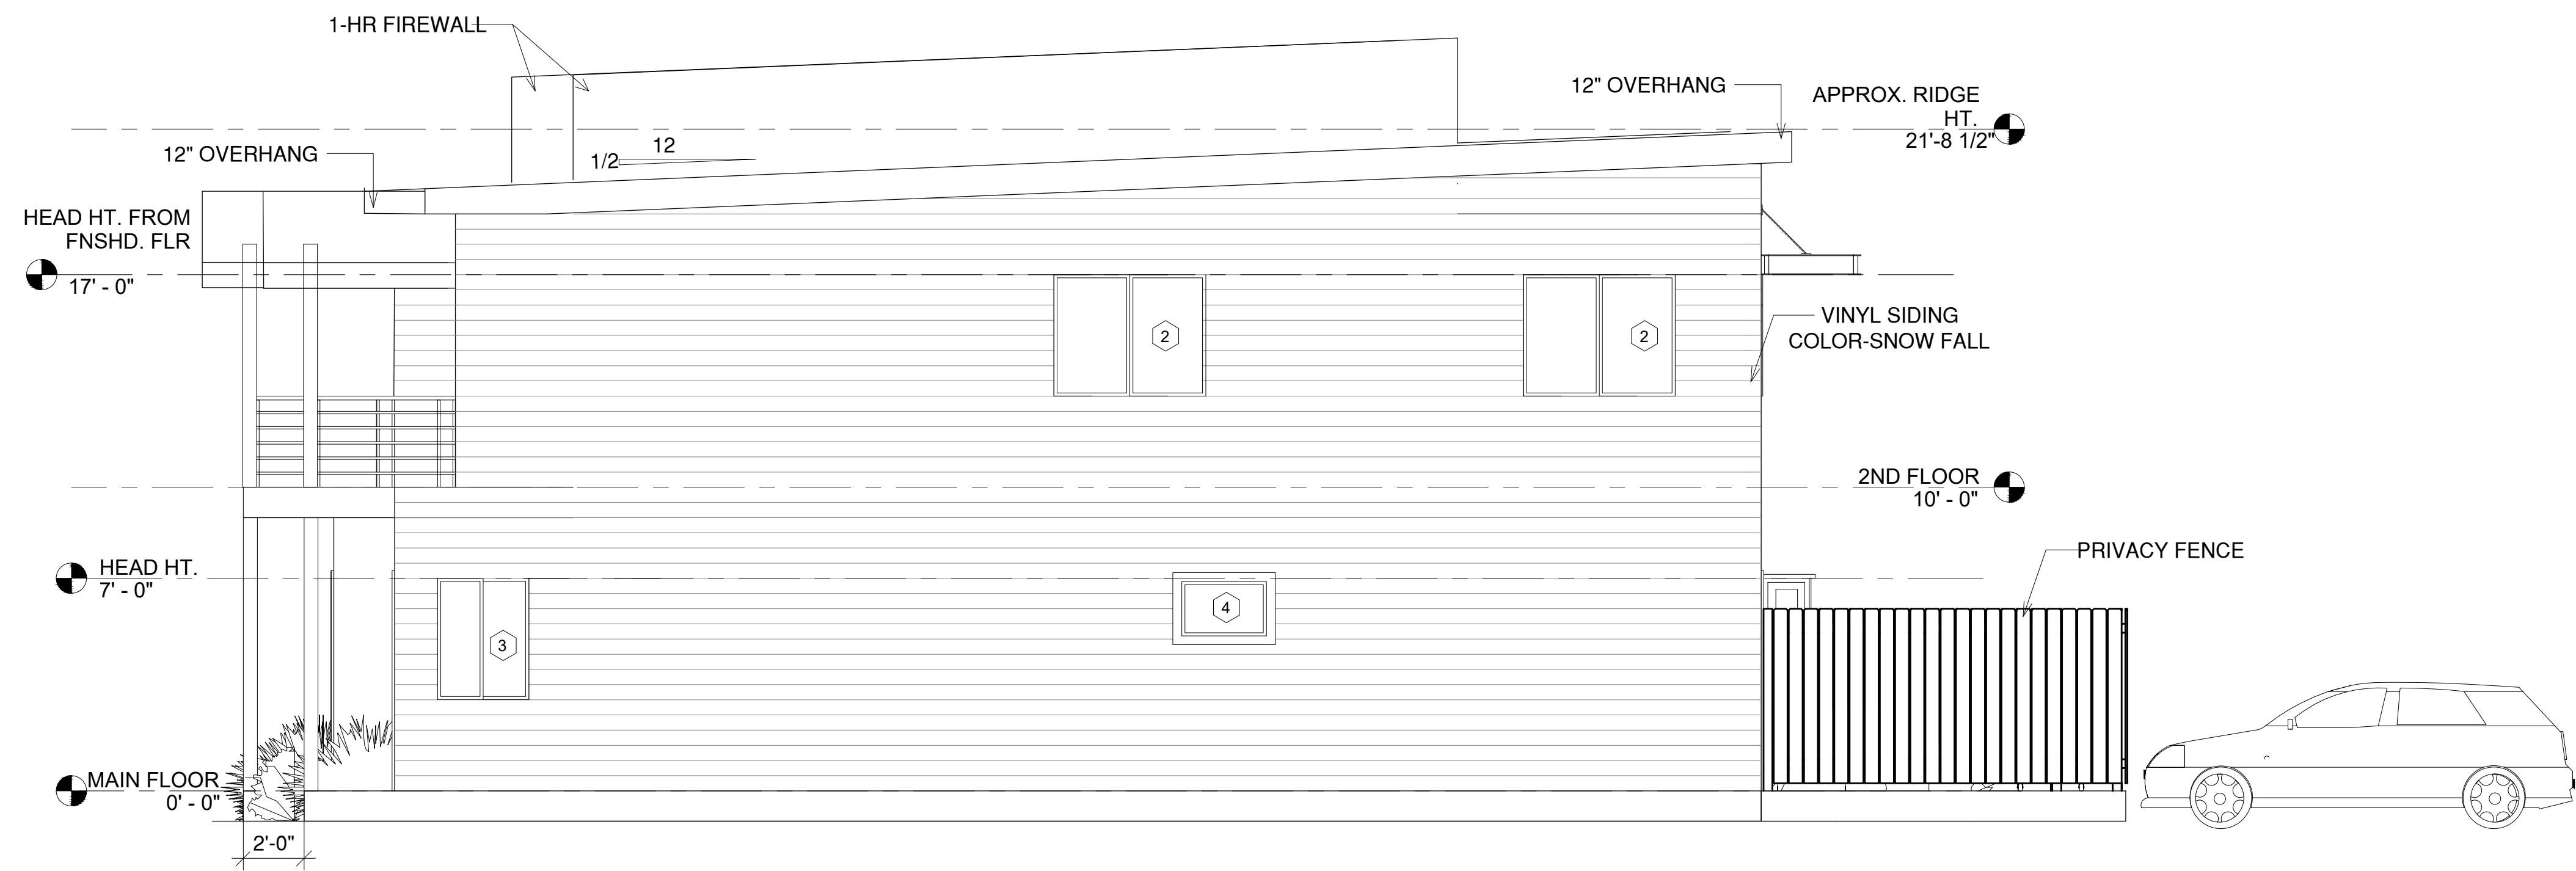 1-HR FIREWALL
12" OVERHANG
APPROX. RIDGE
HT.
21'-8 1/2"
12" OVERHANG
12
1/2
HEAD HT. FROM
FNSHD. FLR
17' - 0"
2
2
VINYL SIDING
COLOR-SNOW FALL
2ND FLOOR
10' - 0"
PRIVACY FENCE
HEAD HT.
7' - 0"
4
3
MAIN FLOOR
0' - 0"
2'-0"